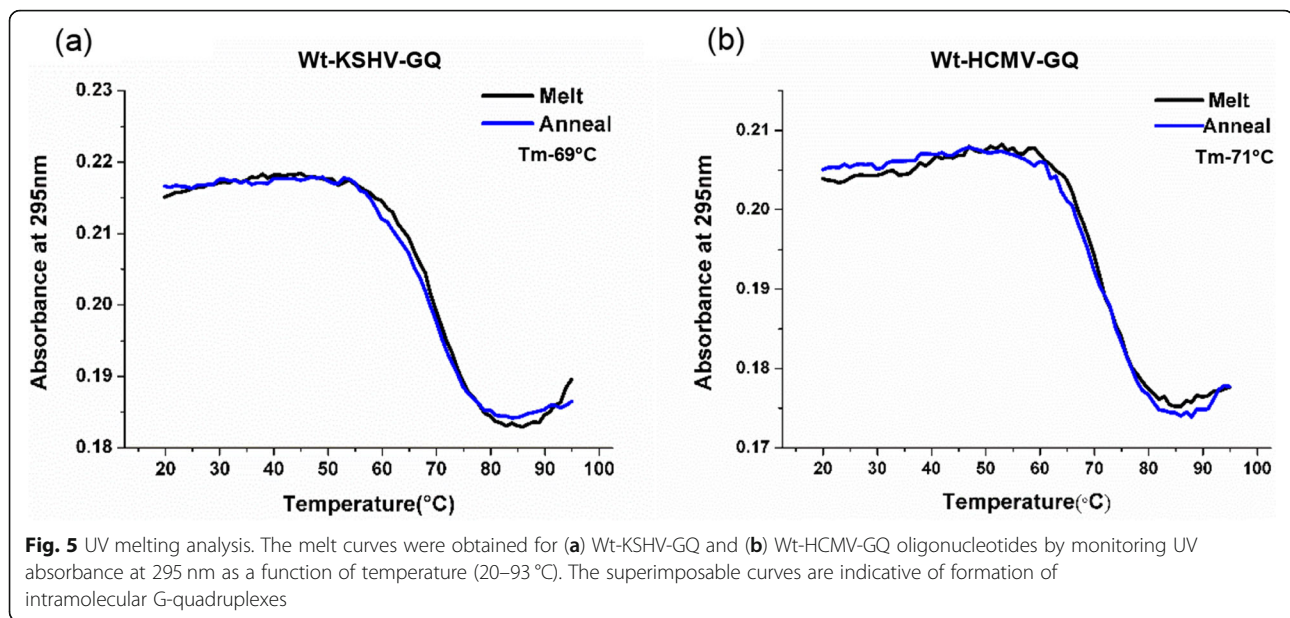 (a)
Wt-KSHV-GQ
Melt
Anneal
Tm-69°C
0.23
0.22
0.21
0.20
0.19
0.18
Absorbance at 295nm
20 30 40 50 60 70 80 90 100
Temperature(°C)
(b)
Wt-HCMV-GQ
Melt
Anneal
Tm-71°C
0.21
0.20
0.19
0.18
0.17
Absorbance at 295nm
20 30 40 50 60 70 80 90 100
Temperature(°C)
Fig. 5 UV melting analysis. The melt curves were obtained for (a) Wt-KSHV-GQ and (b) Wt-HCMV-GQ oligonucleotides by monitoring UV
absorbance at 295 nm as a function of temperature (20–93 °C). The superimposable curves are indicative of formation of
intramolecular G-quadruplexes